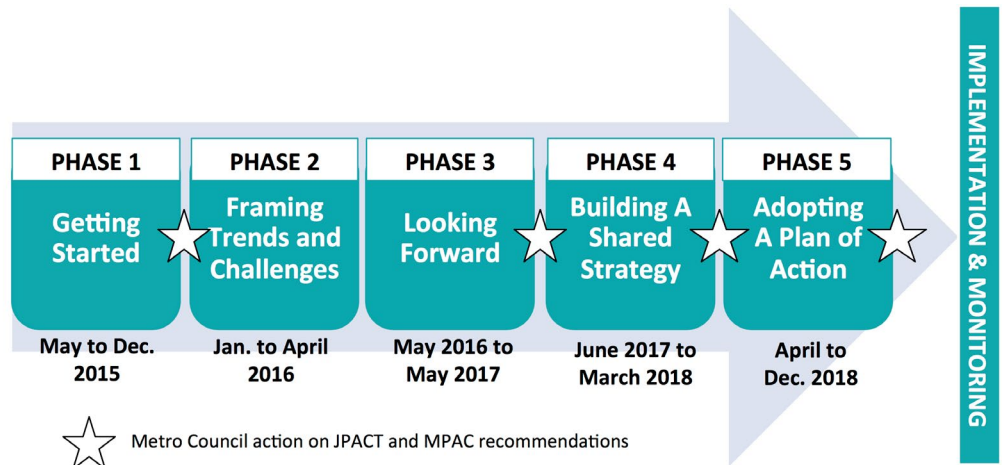 PHASE 1
Getting
Started
May to Dec.
2015
PHASE 2
Framing
Trends and
Challenges
Jan. to April
2016
PHASE 3
Looking
Forward
May 2016 to
May 2017
PHASE 4
Building A
Shared
Strategy
June 2017 to
March 2018
PHASE 5
Adopting
A Plan of
Action
April to
Dec. 2018
IMPLEMENTATION & MONITORING
Metro Council action on JPACT and MPAC recommendations